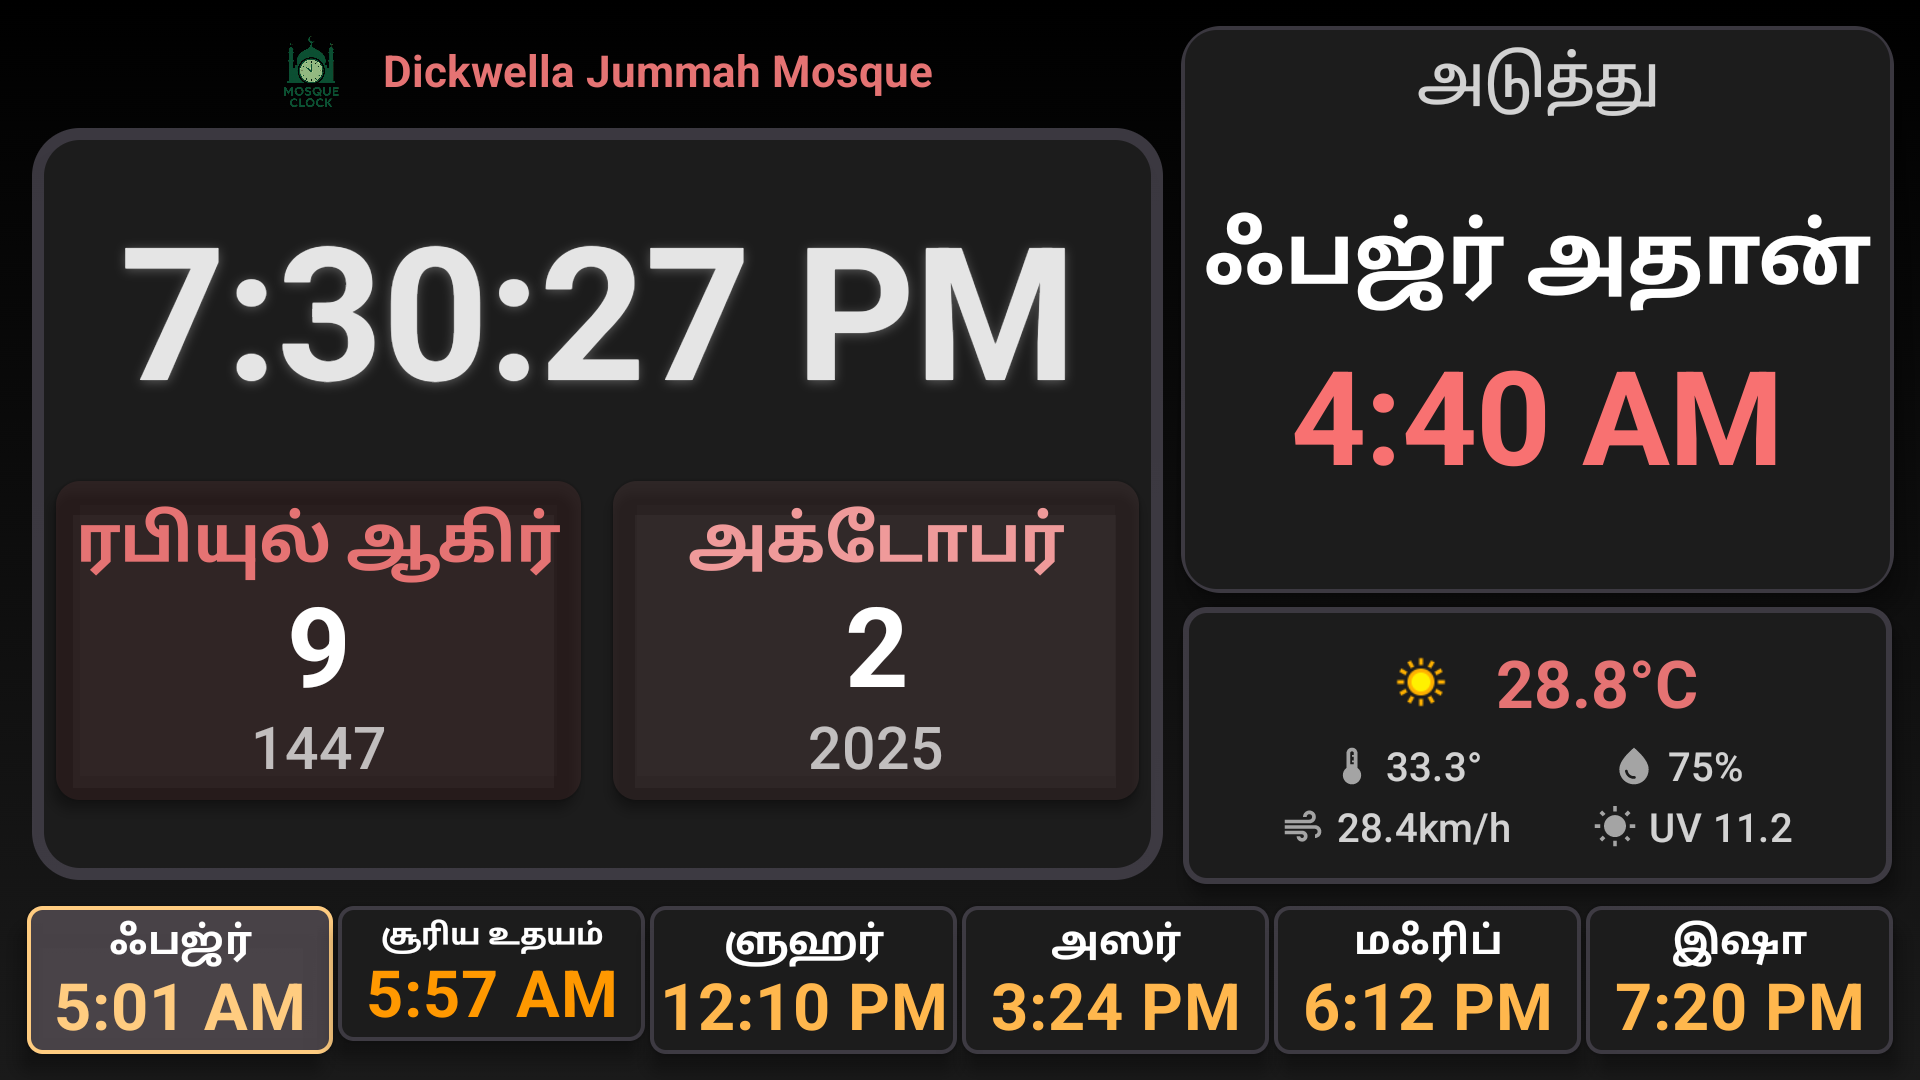 MOSQUE
CLOCK
Dickwella Jummah Mosque
7:30:27 PM
ரபியுல் ஆகிர்
9
1447
அக்டோபர்
2
2025
அடுத்து
ஃபஜ்ர் அதான்
4:40 AM
28.8°C
33.3°
75%
28.4km/h
UV 11.2
ஃபஜ்ர்
5:01 AM
சூரிய உதயம்
5:57 AM
ளுஹர்
12:10 PM
அஸர்
3:24 PM
மஃரிப்
6:12 PM
இஷா
7:20 PM